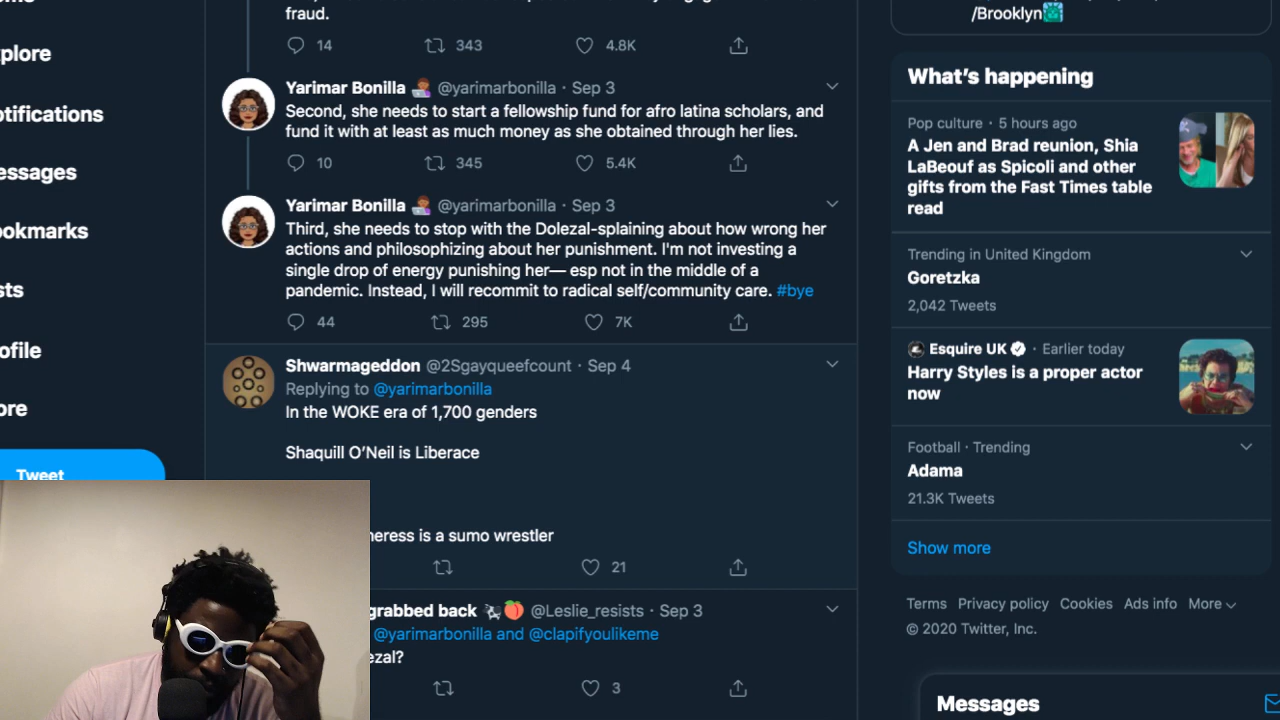 /Brooklyn
fraud.
14 343 4.8K
plore
What's happening
Yarimar Bonilla @yarimarbonilla · Sep 3
Second, she needs to start a fellowship fund for afro latina scholars, and
fund it with at least as much money as she obtained through her lies.
10 345 5.4K
otifications
Pop culture · 5 hours ago
A Jen and Brad reunion, Shia
LaBeouf as Spicoli and other
gifts from the Fast Times table
read
essages
Yarimar Bonilla @yarimarbonilla · Sep 3
Third, she needs to stop with the Dolezal-splaining about how wrong her
actions and philosophizing about her punishment. I'm not investing a
single drop of energy punishing her— esp not in the middle of a
pandemic. Instead, I will recommit to radical self/community care. #bye
44 295 7K
ookmarks
sts
ofile
ore
Tweet
Trending in United Kingdom
Goretzka
2,042 Tweets
Esquire UK · Earlier today
Harry Styles is a proper actor
now
Shwarmageddon @2Sgayqueefcount · Sep 4
Replying to @yarimarbonilla
In the WOKE era of 1,700 genders
Shaquill O'Neil is Liberace
heress is a sumo wrestler
21
Football · Trending
Adama
21.3K Tweets
Show more
grabbed back @Leslie_resists · Sep 3
@yarimarbonilla and @clapifyoulikeme
ezal?
3
Terms Privacy policy Cookies Ads info More
© 2020 Twitter, Inc.
Messages